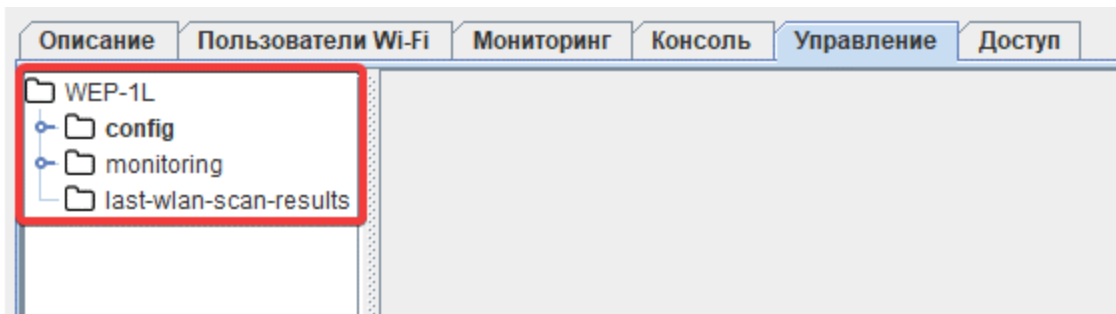 Описание Пользователи Wi-Fi Мониторинг Консоль Управление Доступ
WEP-1L
config
monitoring
last-wlan-scan-results